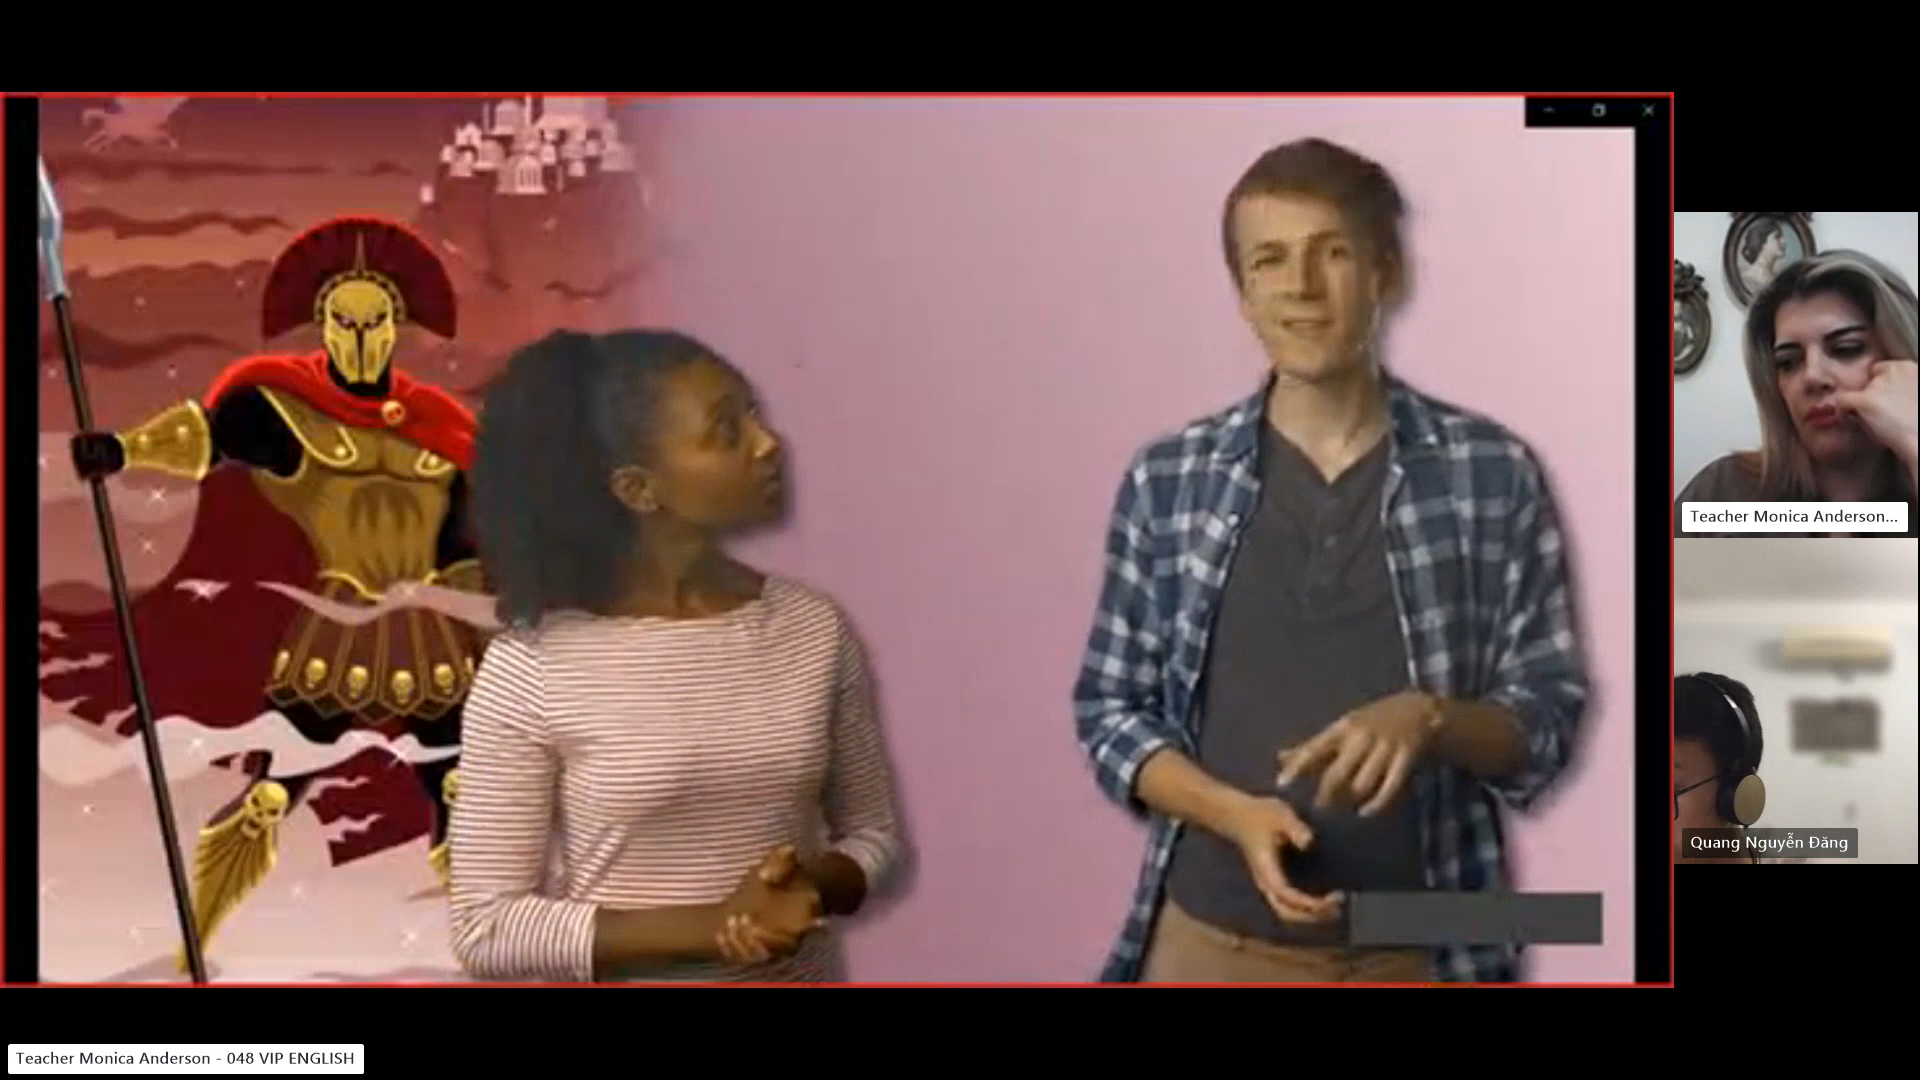 Teacher Monica Anderson...
Quang Nguyễn Đăng
Teacher Monica Anderson - 048 VIP ENGLISH